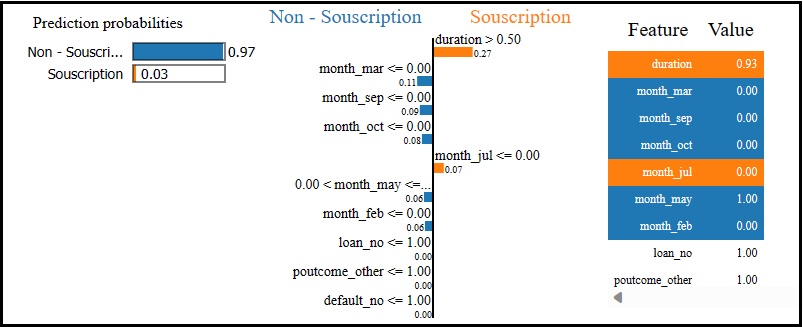 Prediction probabilities
Non - Souscri... 0.97
Souscription 0.03
Non - Souscription Souscription
duration > 0.50
0.27
month_mar <= 0.00
0.11
month_sep <= 0.00
0.09
month_oct <= 0.00
0.08
month_jul <= 0.00
0.07
0.00 < month_may <=...
0.06
month_feb <= 0.00
0.06
loan_no <= 1.00
0.00
poutcome_other <= 1.00
0.00
default_no <= 1.00
0.00
Feature Value
duration 0.93
month_mar 0.00
month_sep 0.00
month_oct 0.00
month_jul 0.00
month_may 1.00
month_feb 0.00
loan_no 1.00
poutcome_other 1.00